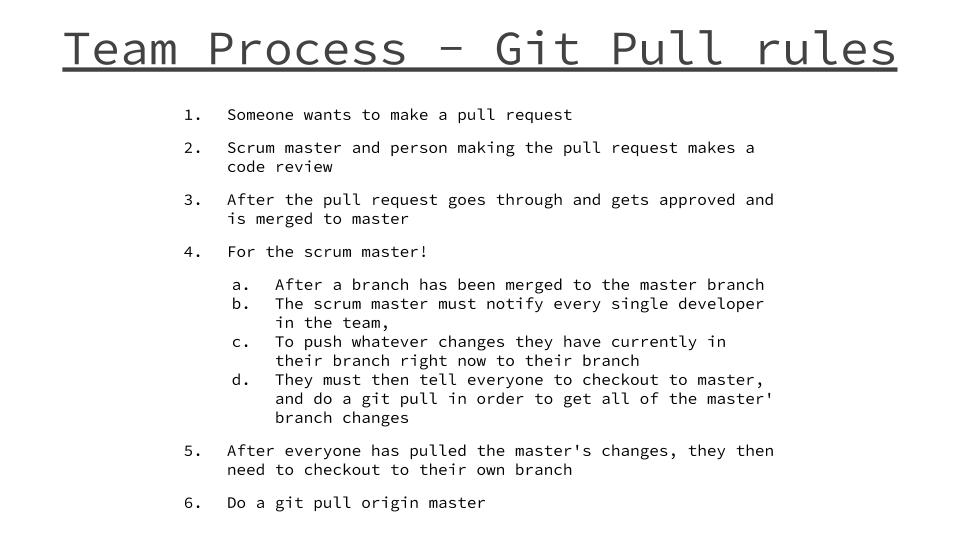 Team Process - Git Pull rules
1. Someone wants to make a pull request
2. Scrum master and person making the pull request makes a
code review
3. After the pull request goes through and gets approved and
is merged to master
4. For the scrum master!
a. After a branch has been merged to the master branch
b. The scrum master must notify every single developer
in the team,
c. To push whatever changes they have currently in
their branch right now to their branch
d. They must then tell everyone to checkout to master,
and do a git pull in order to get all of the master'
branch changes
5. After everyone has pulled the master's changes, they then
need to checkout to their own branch
6. Do a git pull origin master